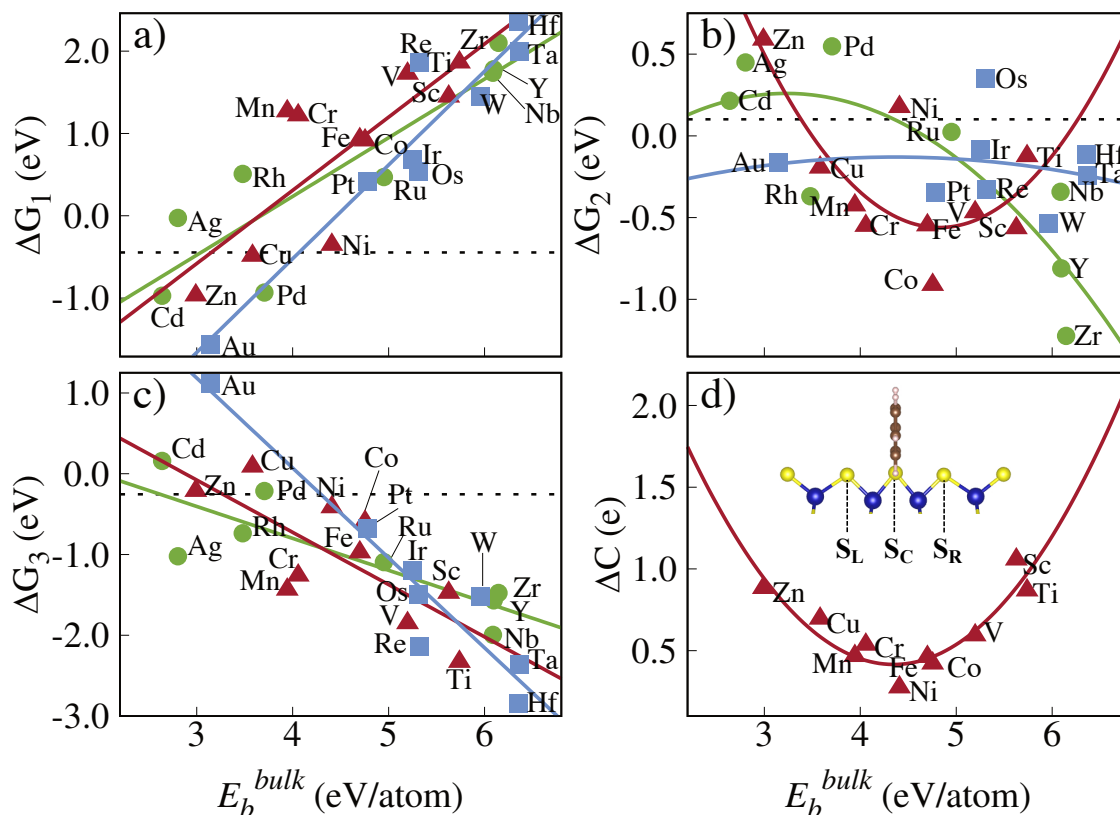 a)
2.0
1.0
0.0
-1.0
ΔG1 (eV)
Hf
Zr
Re
Ti
Ta
V
Sc
Y
W
Nb
Mn
Cr
Fe
Co
Ir
Rh
Pt
Ru
Os
Ag
Cu
Ni
Zn
Pd
Cd
Au
b)
0.5
0.0
-0.5
-1.0
ΔG2 (eV)
Zn
Pd
Ag
Cd
Os
Ni
Ru
Ir
Ti
Hf
Au
Cu
Ta
Rh
Mn
Pt
Re
Nb
Cr
Fe
V
Sc
W
Co
Y
Zr
c)
1.0
0.0
-1.0
-2.0
-3.0
ΔG3 (eV)
Au
Cd
Cu
Co
Zn
Pd
Ni
Pt
Rh
Ru
Ag
Fe
Ir
W
Cr
Sc
Zr
Mn
Os
Y
V
Re
Nb
Ti
Ta
Hf
3 4 5 6
E_b^bulk (eV/atom)
d)
2.0
1.5
1.0
0.5
ΔC (e)
S_L S_C S_R
Sc
Zn
Ti
Cu
Cr
V
Mn
Fe
Co
Ni
3 4 5 6
E_b^bulk (eV/atom)